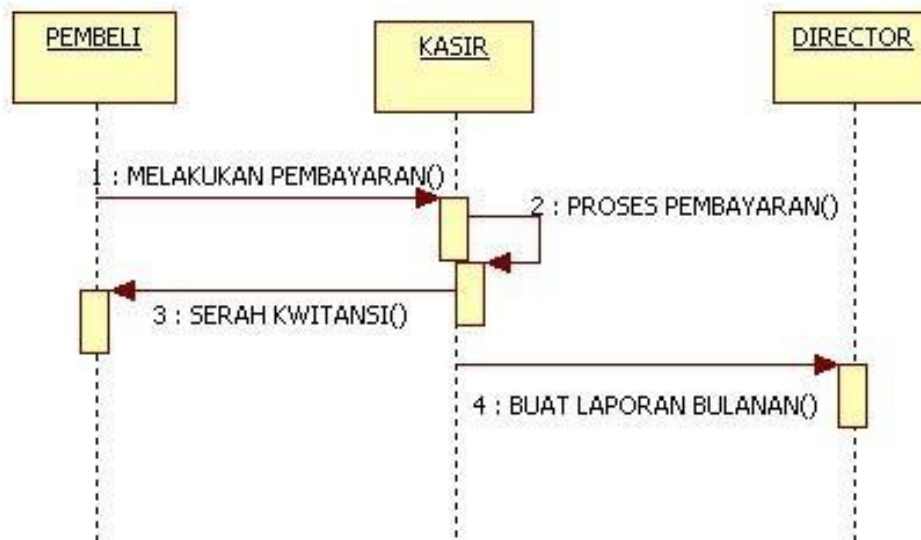 PEMBELI
KASIR
DIRECTOR
1 : MELAKUKAN PEMBAYARAN()
2 : PROSES PEMBAYARAN()
3 : SERAH KWITANSI()
4 : BUAT LAPORAN BULANAN()